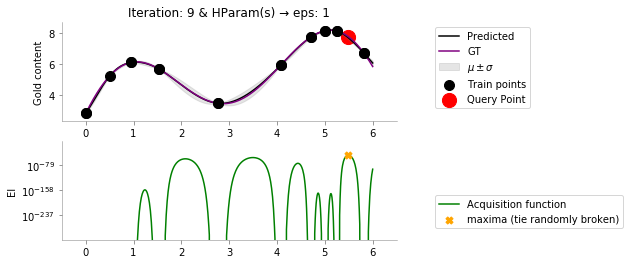 Iteration: 9 & HParam(s) → eps: 1
Gold content
8
6
4
0 1 2 3 4 5 6
Predicted
GT
μ ± σ
Train points
Query Point
EI
10^−79
10^−158
10^−237
0 1 2 3 4 5 6
Acquisition function
maxima (tie randomly broken)